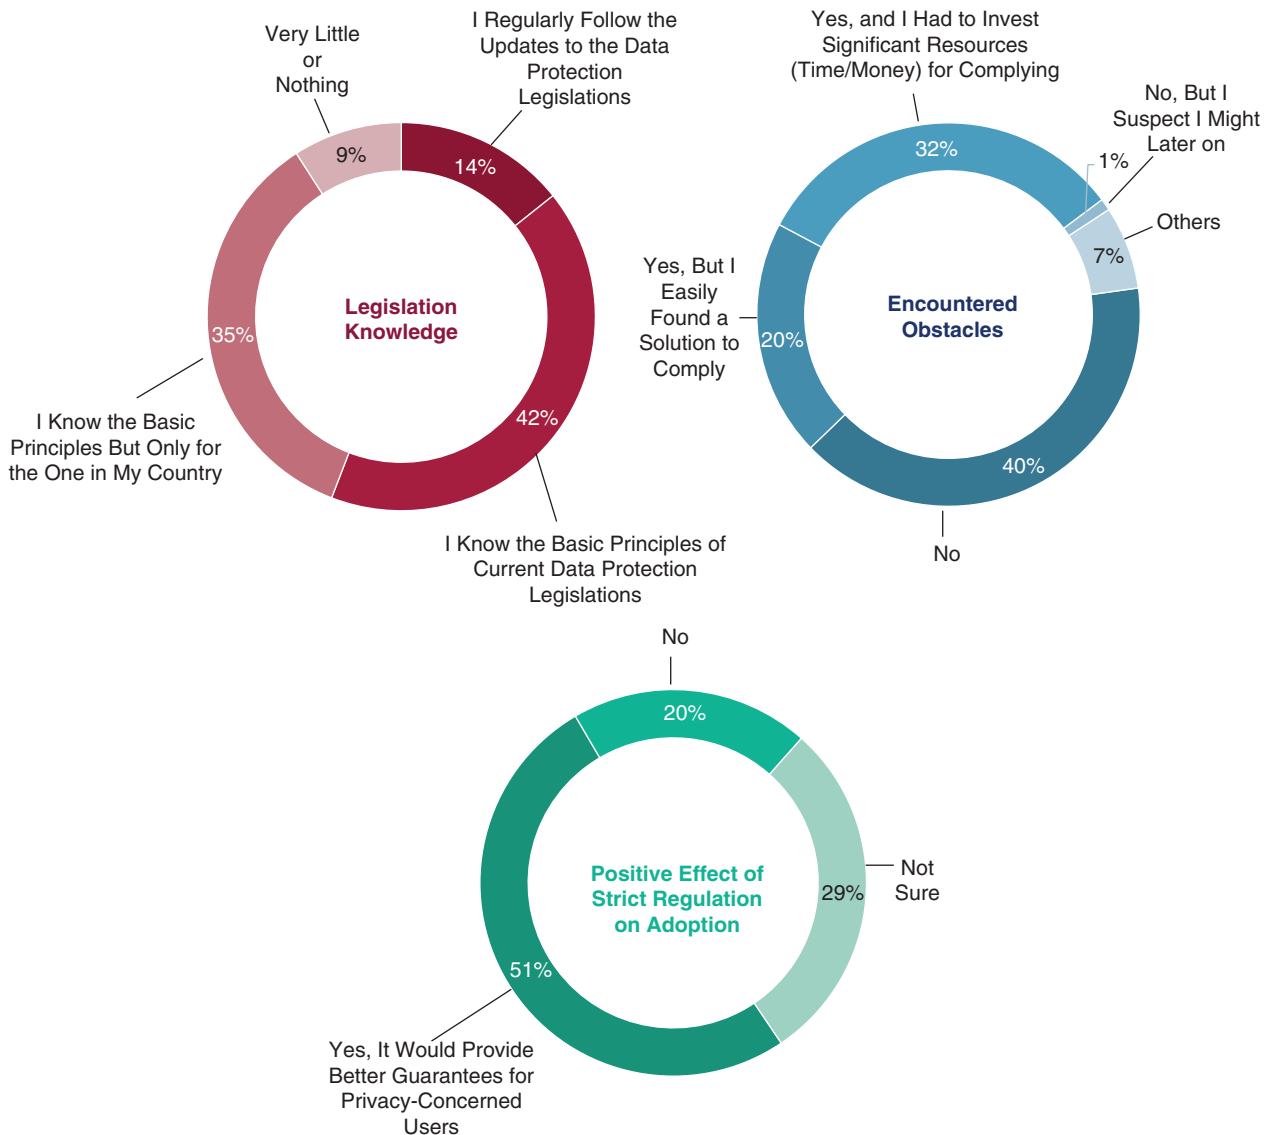 Very Little
or
Nothing
I Regularly Follow the
Updates to the Data
Protection
Legislations
9%
14%
35%
42%
Legislation
Knowledge
I Know the Basic
Principles But Only for
the One in My Country
I Know the Basic Principles of
Current Data Protection
Legislations
Yes, and I Had to Invest
Significant Resources
(Time/Money) for Complying
No, But I
Suspect I Might
Later on
32%
1%
Others
7%
Yes, But I
Easily
Found a
Solution to
Comply
20%
Encountered
Obstacles
40%
No
No
20%
Not
Sure
29%
Positive Effect of
Strict Regulation
on Adoption
51%
Yes, It Would Provide
Better Guarantees for
Privacy-Concerned
Users